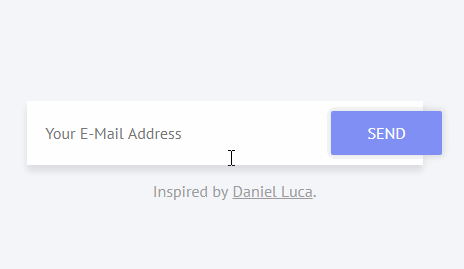 Your E-Mail Address
SEND
Inspired by Daniel Luca.